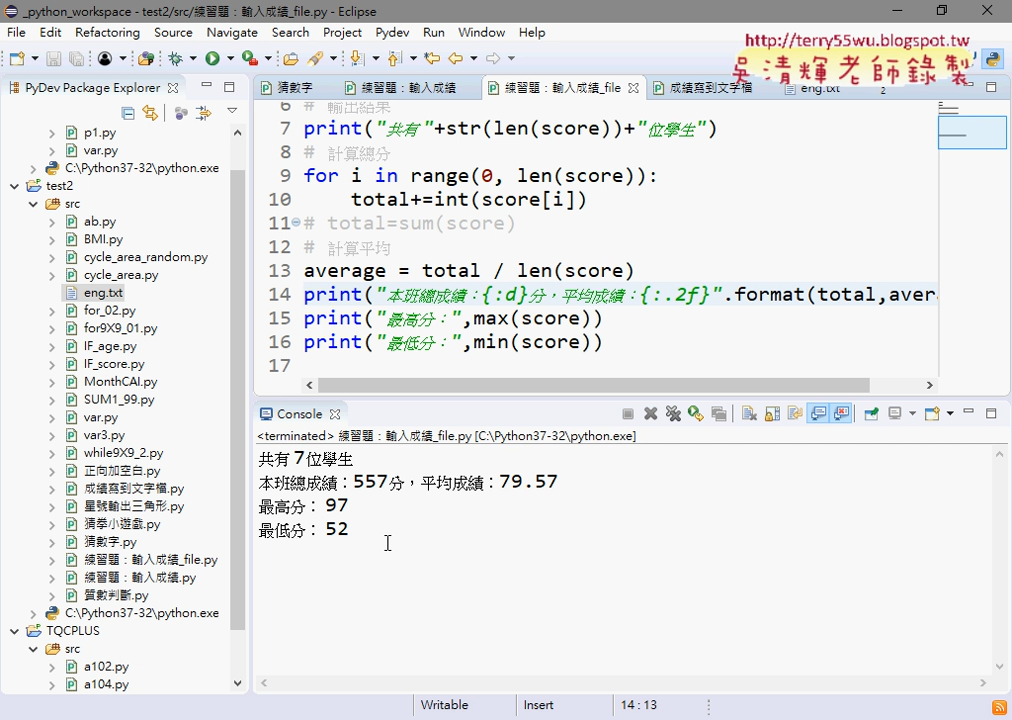 _python_workspace - test2/src/練習題：輸入成績_file.py - Eclipse
File Edit Refactoring Source Navigate Search Project Pydev Run Window Help
http://terry55wu.blogspot.tw
吳清輝老師錄製
PyDev Package Explorer
猜數字
練習題：輸入成績
練習題：輸入成績_file
成績寫到文字檔
eng.txt
2
p1.py
var.py
C:\Python37-32\python.exe
test2
src
ab.py
BMI.py
cycle_area_random.py
cycle_area.py
eng.txt
for_02.py
for9X9_01.py
IF_age.py
IF_score.py
MonthCAI.py
SUM1_99.py
var.py
var3.py
while9X9_2.py
正向加空白.py
成績寫到文字檔.py
星號輸出三角形.py
猜拳小遊戲.py
猜數字.py
練習題：輸入成績_file.py
練習題：輸入成績.py
質數判斷.py
C:\Python37-32\python.exe
TQCPLUS
src
a102.py
a104.py
6 # 輸出結果
7 print("共有"+str(len(score))+"位學生")
8 # 計算總分
9 for i in range(0, len(score)):
10 total+=int(score[i])
11 # total=sum(score)
12 # 計算平均
13 average = total / len(score)
14 print("本班總成績：{:d}分，平均成績：{:.2f}".format(total,aver
15 print("最高分：",max(score))
16 print("最低分：",min(score))
17
Console
<terminated> 練習題：輸入成績_file.py [C:\Python37-32\python.exe]
共有7位學生
本班總成績：557分，平均成績：79.57
最高分： 97
最低分： 52
Writable Insert 14 : 13